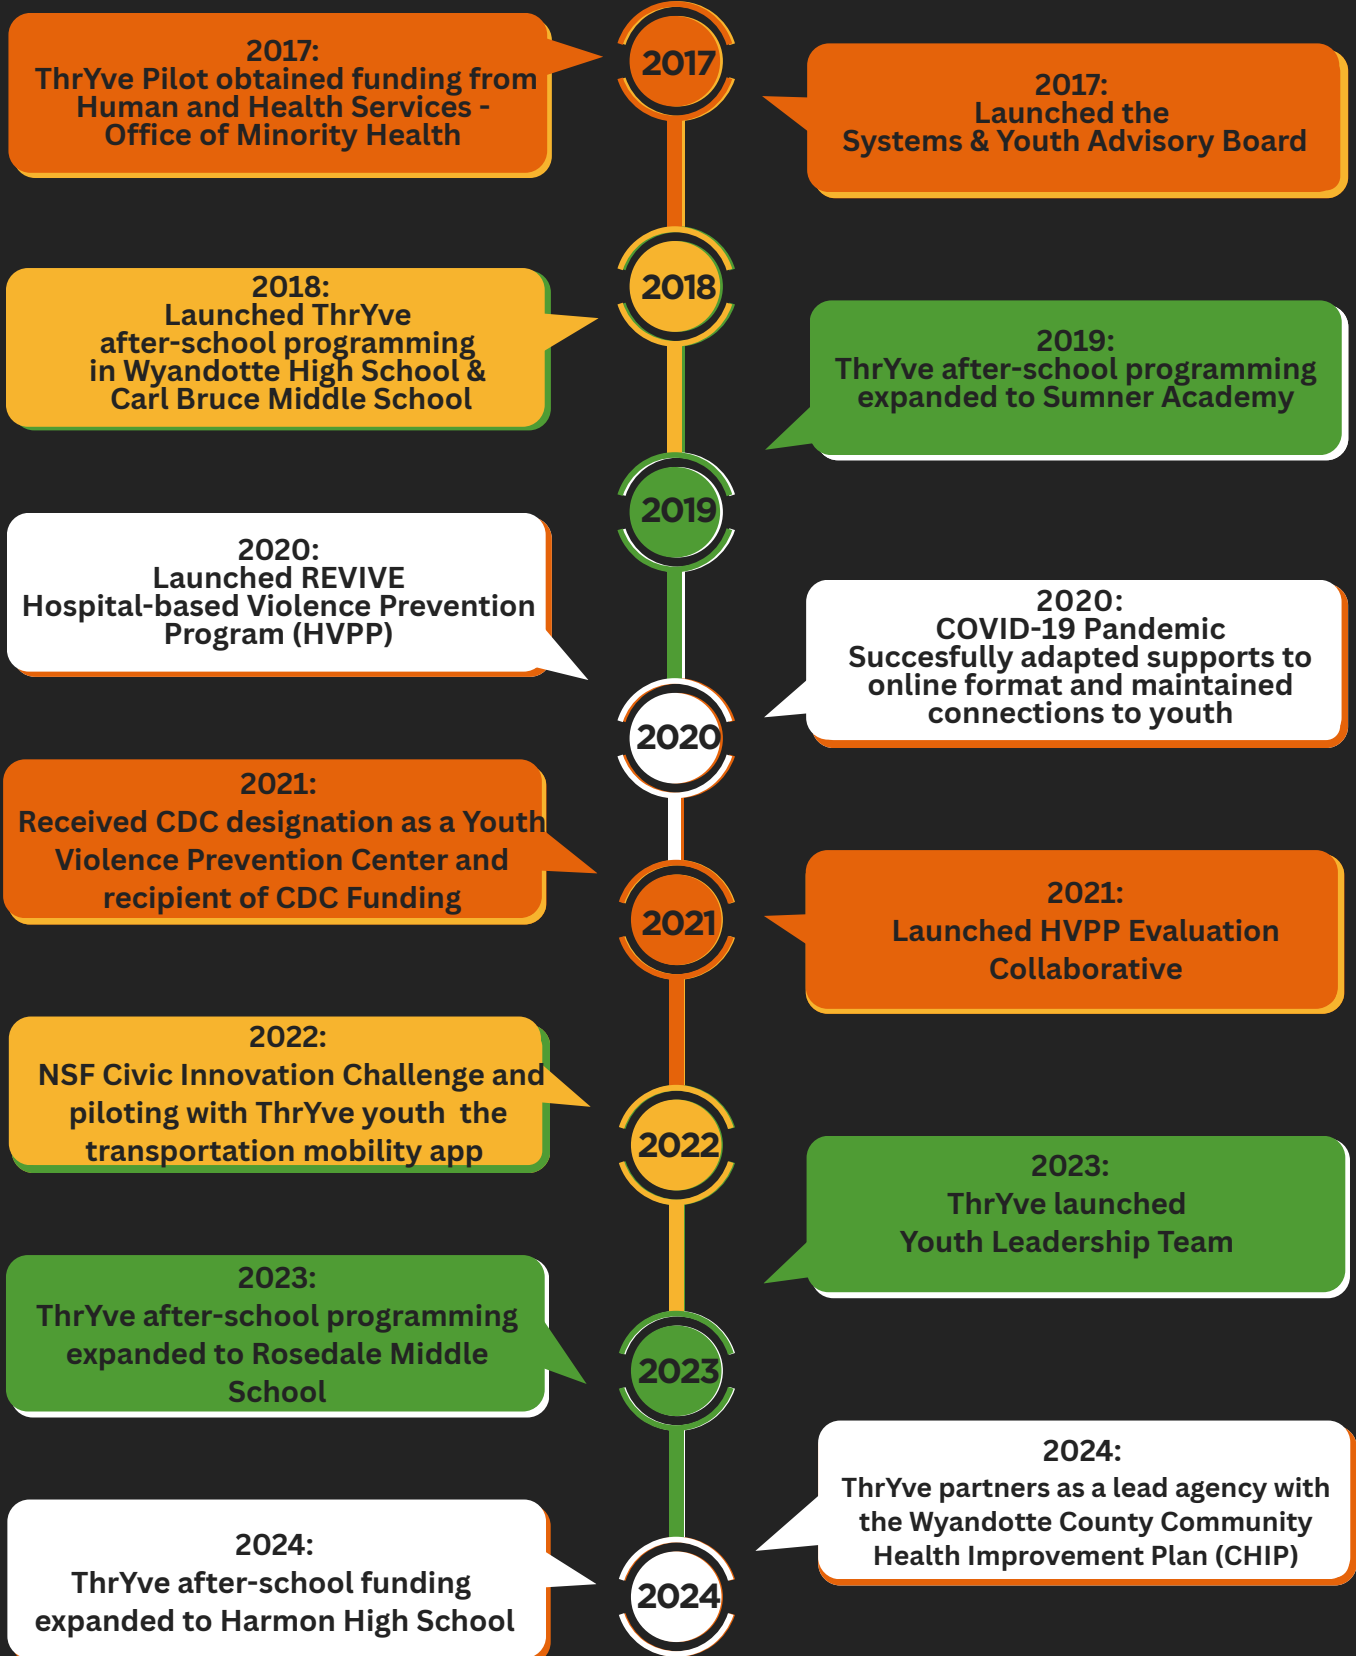 2017:
ThrYve Pilot obtained funding from
Human and Health Services -
Office of Minority Health
2017
2017:
Launched the
Systems & Youth Advisory Board
2018:
Launched ThrYve
after-school programming
in Wyandotte High School &
Carl Bruce Middle School
2018
2019:
ThrYve after-school programming
expanded to Sumner Academy
2019
2020:
Launched REVIVE
Hospital-based Violence Prevention
Program (HVPP)
2020:
COVID-19 Pandemic
Succesfully adapted supports to
online format and maintained
connections to youth
2020
2021:
Received CDC designation as a Youth
Violence Prevention Center and
recipient of CDC Funding
2021
2021:
Launched HVPP Evaluation
Collaborative
2022:
NSF Civic Innovation Challenge and
piloting with ThrYve youth the
transportation mobility app
2022
2023:
ThrYve launched
Youth Leadership Team
2023:
ThrYve after-school programming
expanded to Rosedale Middle
School
2023
2024:
ThrYve partners as a lead agency with
the Wyandotte County Community
Health Improvement Plan (CHIP)
2024:
ThrYve after-school funding
expanded to Harmon High School
2024